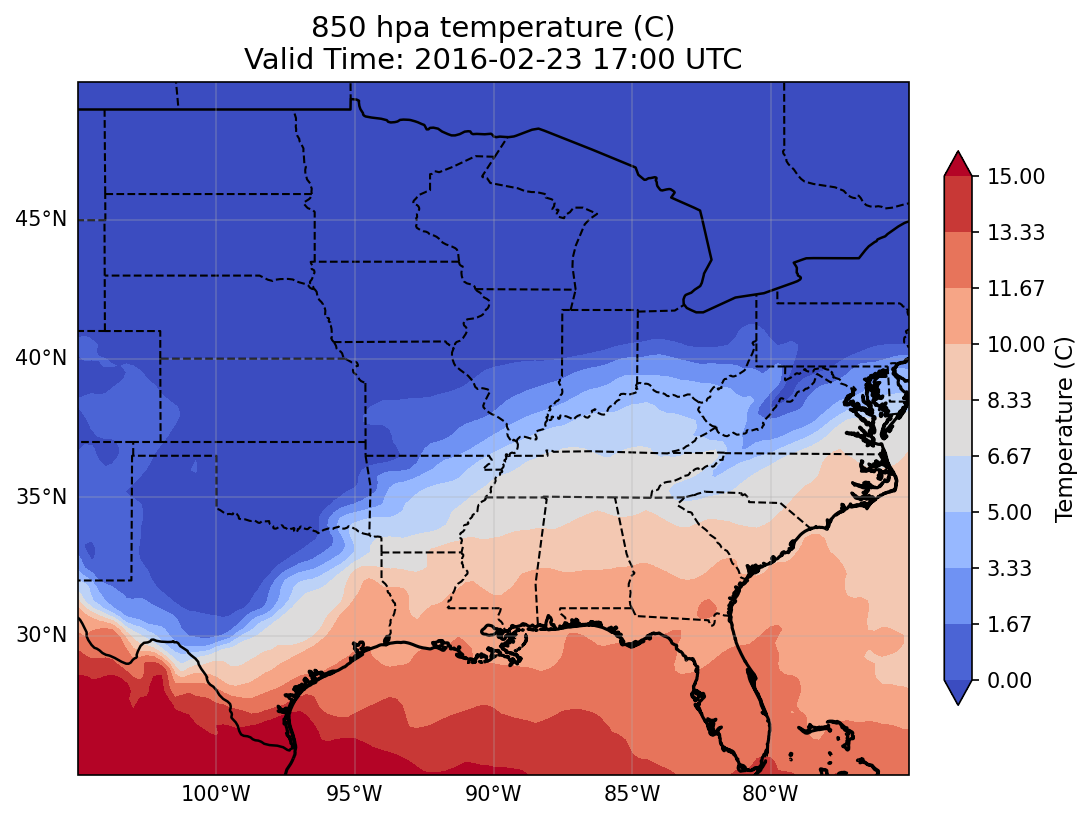 850 hpa temperature (C)
Valid Time: 2016-02-23 17:00 UTC
45°N
40°N
35°N
30°N
100°W
95°W
90°W
85°W
80°W
15.00
13.33
11.67
10.00
8.33
6.67
5.00
3.33
1.67
0.00
Temperature (C)